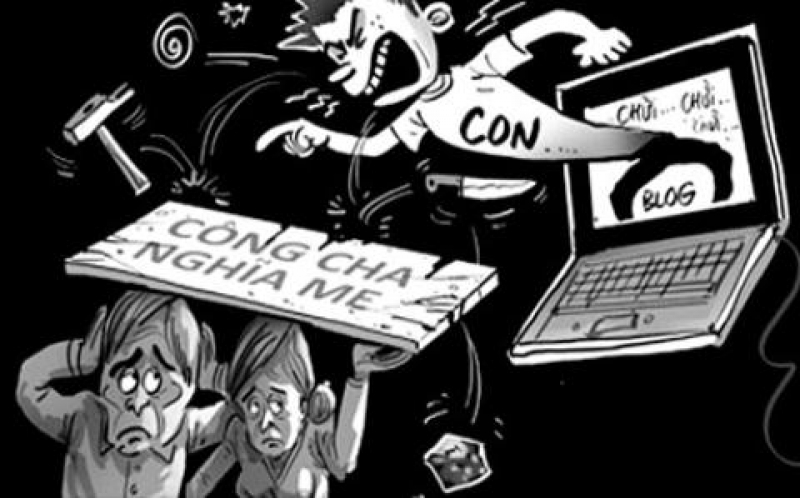 CON
CHỬI... CHỬI..
CHỬI...
BLOG
CÔNG CHA
NGHĨA MẸ